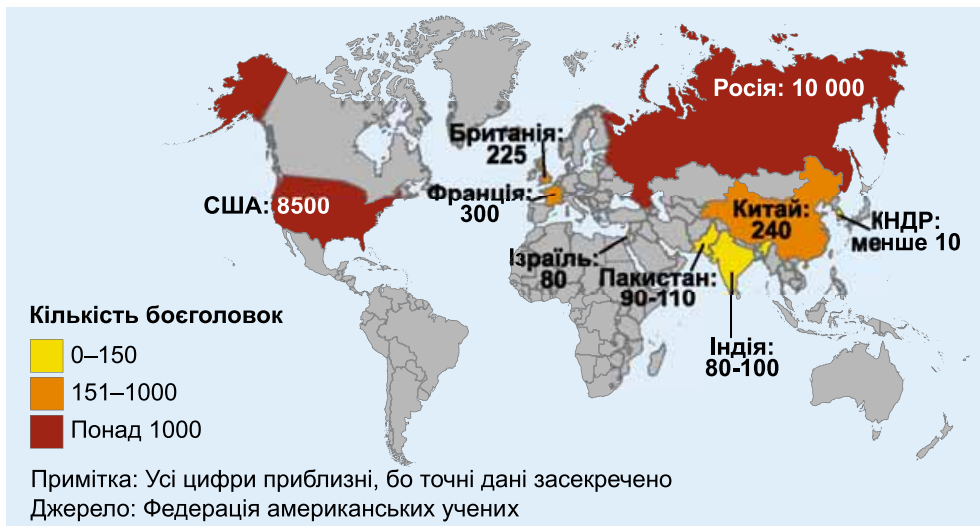 Росія: 10 000
Британія:
225
Франція:
300
США: 8500
Китай:
240
КНДР:
менше 10
Ізраїль:
80
Пакистан:
90-110
Індія:
80-100
Кількість боєголовок
0–150
151–1000
Понад 1000
Примітка: Усі цифри приблизні, бо точні дані засекречено
Джерело: Федерація американських учених